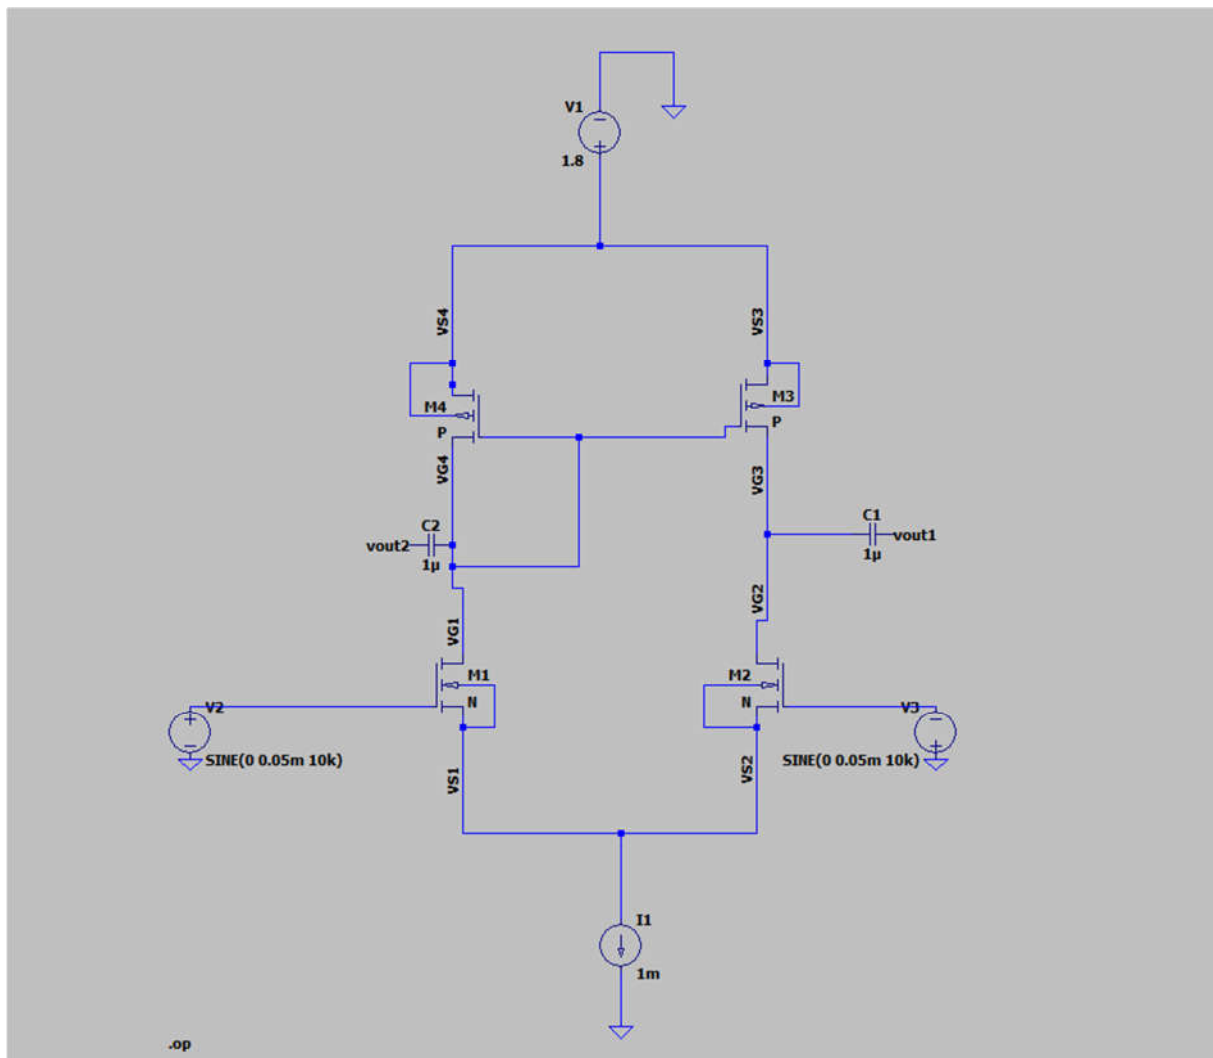 V1
1.8
VS4
VS3
M4
M3
P
P
VG4
VG3
C2
C1
vout2
vout1
1µ
1µ
VG2
VG1
M1
M2
N
N
V2
V3
SINE(0 0.05m 10k)
SINE(0 0.05m 10k)
VS1
VS2
I1
1m
.op